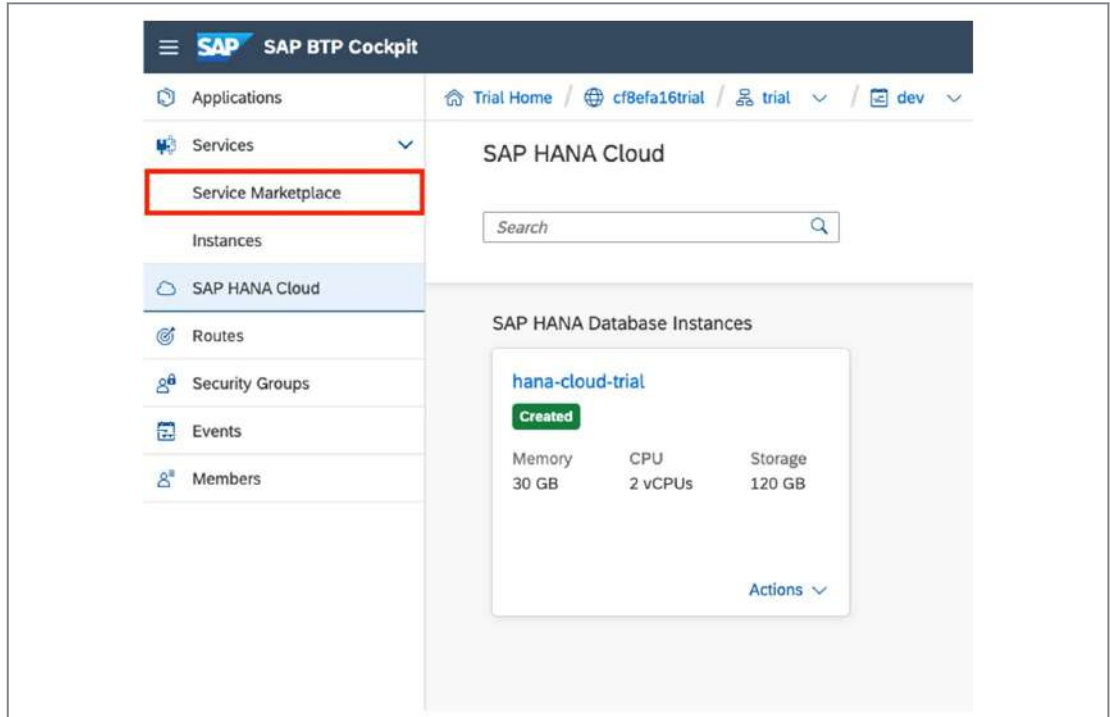 SAP SAP BTP Cockpit
Applications
Services
Service Marketplace
Instances
SAP HANA Cloud
Routes
Security Groups
Events
Members
Trial Home / cf8efa16trial / trial / dev
SAP HANA Cloud
Search
SAP HANA Database Instances
hana-cloud-trial
Created
Memory CPU Storage
30 GB 2 vCPUs 120 GB
Actions